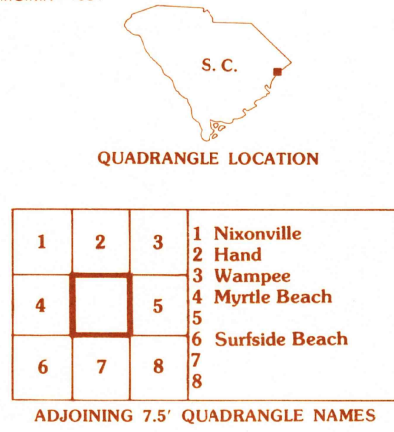 S. C.
QUADRANGLE LOCATION
1 2 3
4 5
6 7 8
1 Nixonville
2 Hand
3 Wampee
4 Myrtle Beach
5
6 Surfside Beach
7
8
ADJOINING 7.5′ QUADRANGLE NAMES